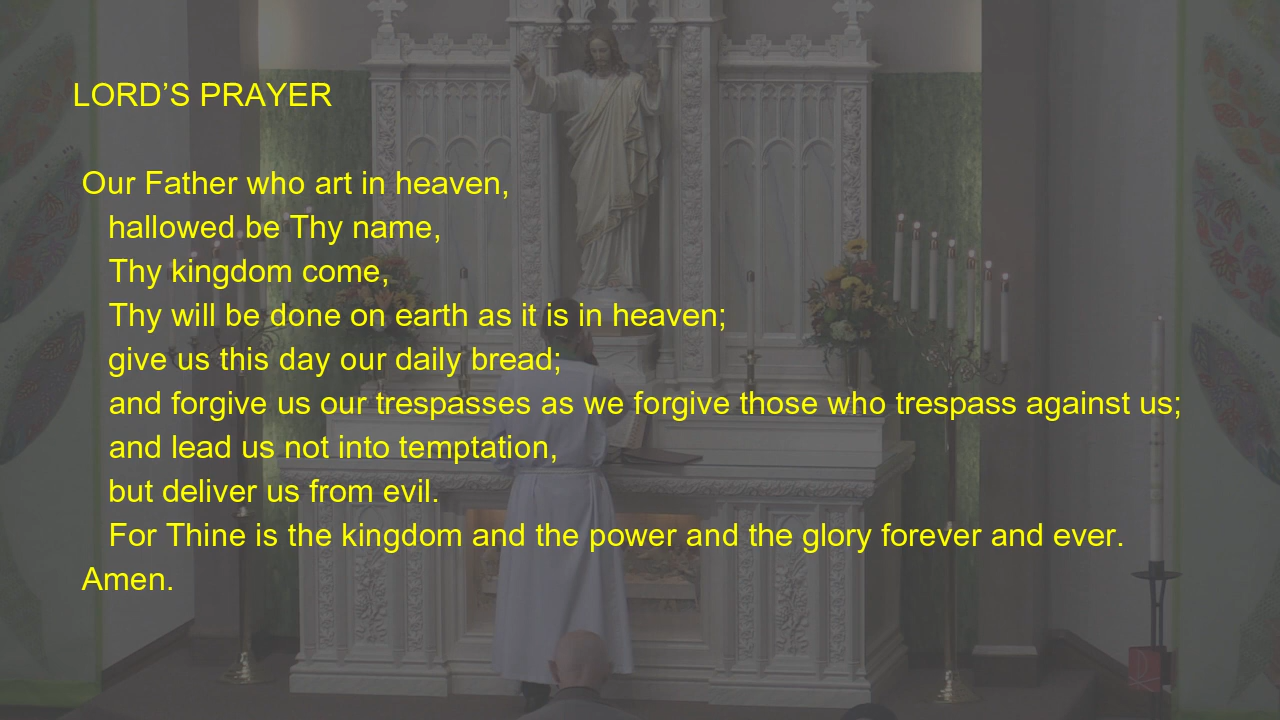 LORD’S PRAYER
Our Father who art in heaven,
hallowed be Thy name,
Thy kingdom come,
Thy will be done on earth as it is in heaven;
give us this day our daily bread;
and forgive us our trespasses as we forgive those who trespass against us;
and lead us not into temptation,
but deliver us from evil.
For Thine is the kingdom and the power and the glory forever and ever.
Amen.